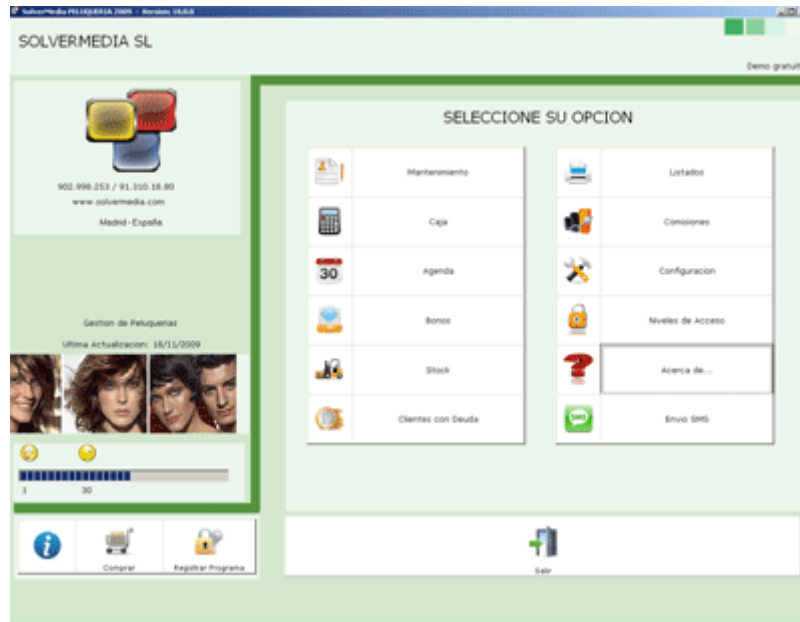 SolverMedia PELUQUERIA 2009 - Version 10.0.0
SOLVERMEDIA SL
Demo gratuit
902.998.253 / 91.310.18.80
www.solvermedia.com
Madrid - España
Gestion de Peluquerias
Ultima Actualizacion: 18/11/2009
1 30
Comprar
Registrar Programa
SELECCIONE SU OPCION
Mantenimiento
Listados
Caja
Comisiones
30
Agenda
Configuracion
Bonos
Niveles de Acceso
Stock
Acerca de...
Clientes con Deuda
SMS
Envio SMS
Salir